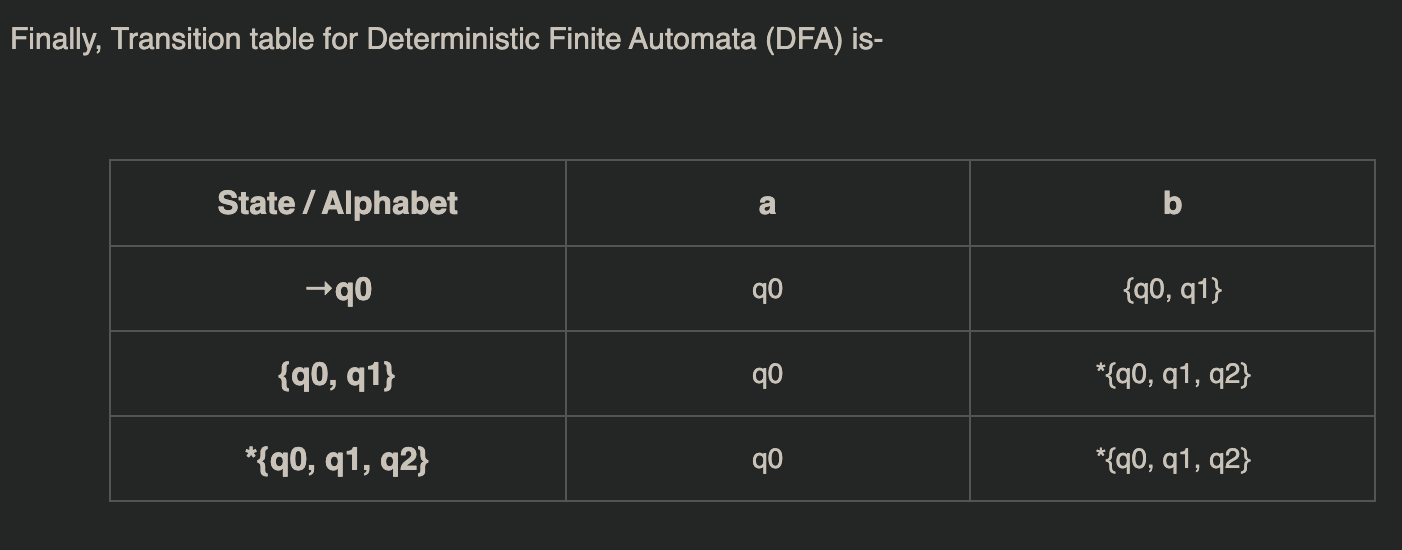 Finally, Transition table for Deterministic Finite Automata (DFA) is-
State / Alphabet a b
→q0 q0 {q0, q1}
{q0, q1} q0 *{q0, q1, q2}
*{q0, q1, q2} q0 *{q0, q1, q2}